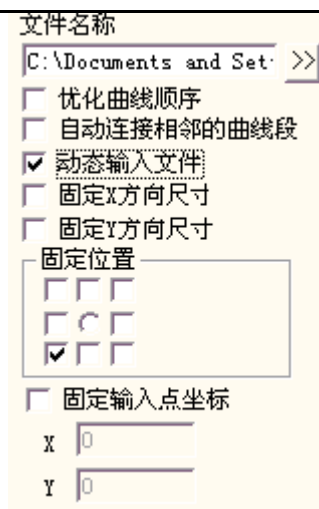 文件名称
C:\Documents and Set >>
优化曲线顺序
自动连接相邻的曲线段
动态输入文件
固定X方向尺寸
固定Y方向尺寸
固定位置
固定输入点坐标
X 0
Y 0